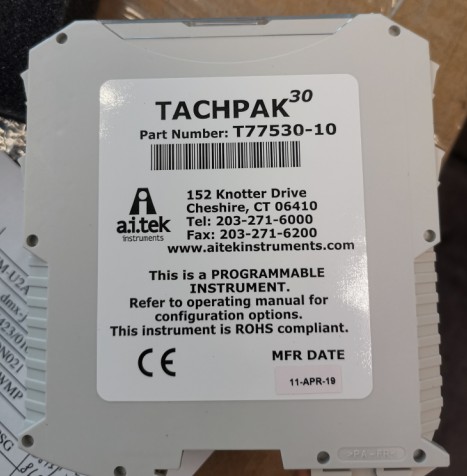 TACHPAK30
Part Number: T77530-10
a.i.tek
instruments
152 Knotter Drive
Cheshire, CT 06410
Tel: 203-271-6000
Fax: 203-271-6200
www.aitekinstruments.com
This is a PROGRAMMABLE
INSTRUMENT.
Refer to operating manual for
configuration options.
This instrument is ROHS compliant.
CE
MFR DATE
11-APR-19
M-U2A
WMP